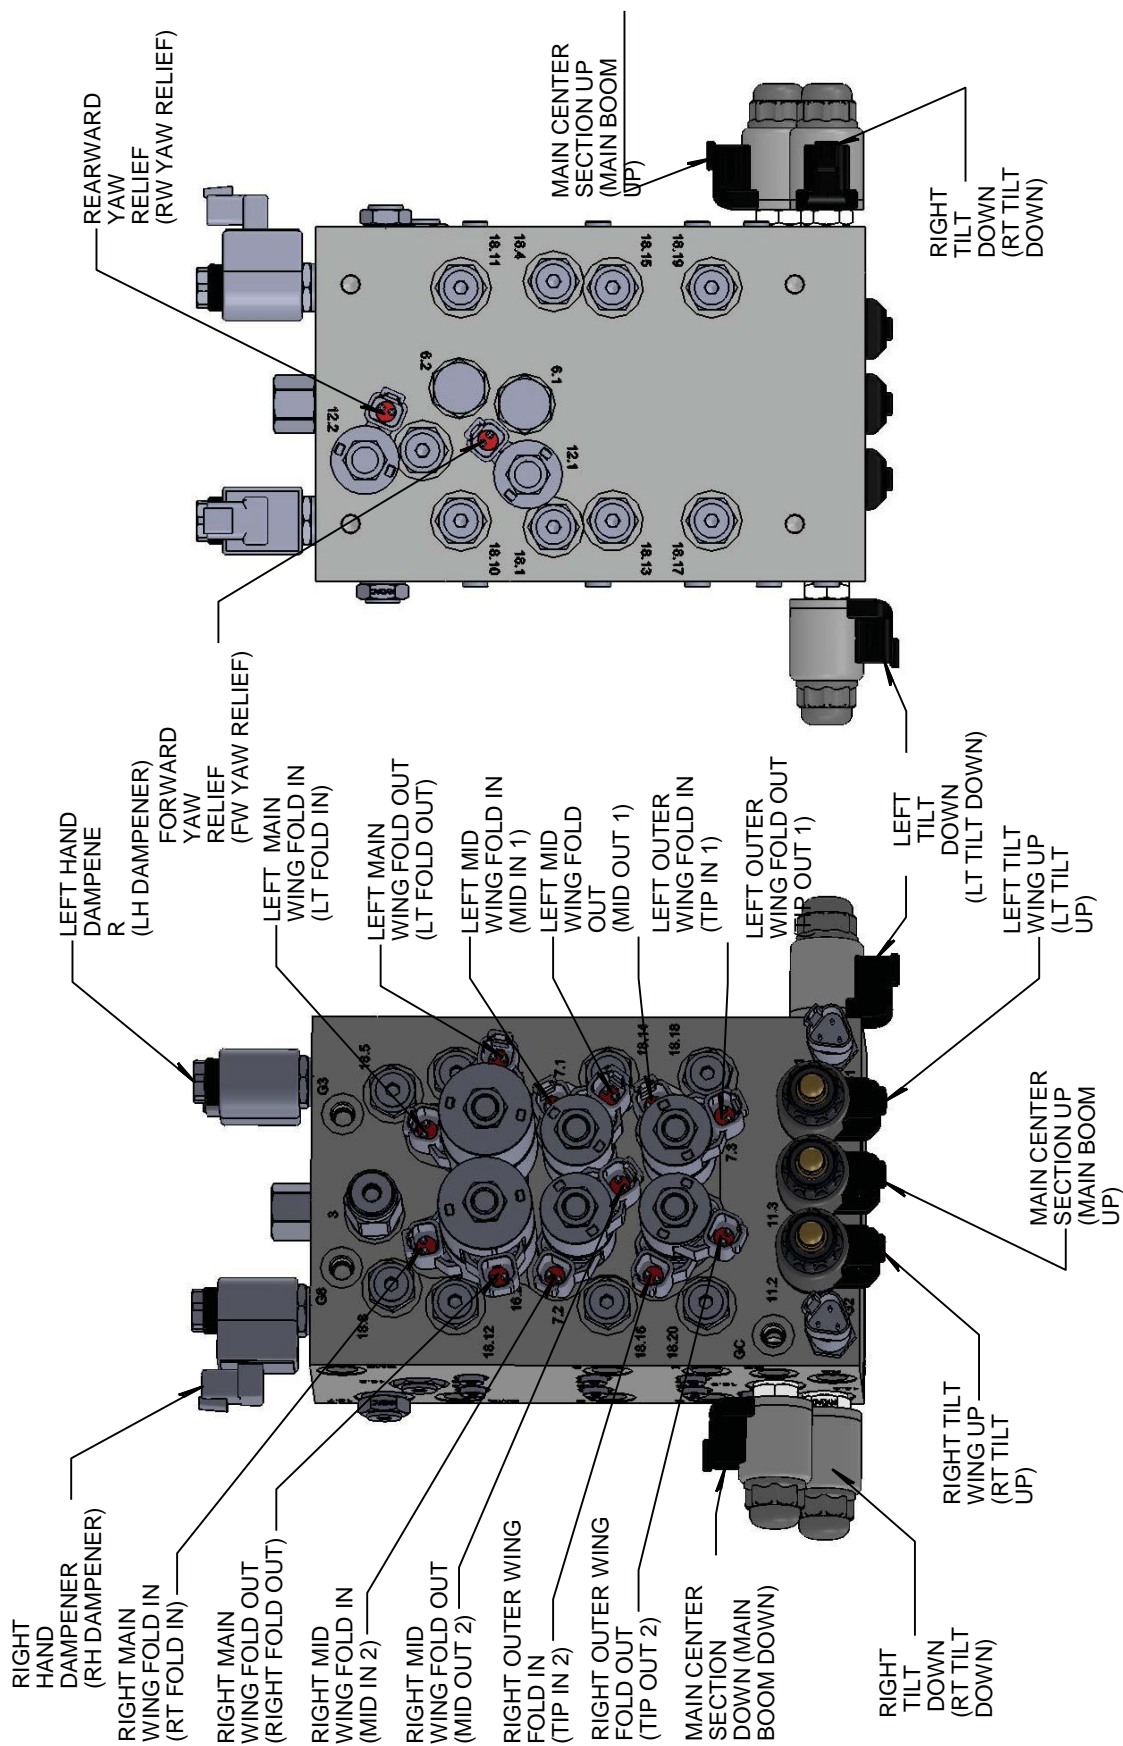 RIGHT
HAND
DAMPENER
(RH DAMPENER)
RIGHT MAIN
WING FOLD IN
(RT FOLD IN)
RIGHT MAIN
WING FOLD OUT
(RIGHT FOLD OUT)
RIGHT MID
WING FOLD IN
(MID IN 2)
RIGHT MID
WING FOLD OUT
(MID OUT 2)
RIGHT OUTER WING
FOLD IN
(TIP IN 2)
RIGHT OUTER WING
FOLD OUT
(TIP OUT 2)
MAIN CENTER
SECTION
DOWN (MAIN
BOOM DOWN)
RIGHT
TILT
DOWN
(RT TILT
DOWN)
RIGHT TILT
WING UP
(RT TILT
UP)
MAIN CENTER
SECTION UP
(MAIN BOOM
UP)
LEFT TILT
WING UP
(LT TILT
UP)
LEFT
TILT
DOWN
(LT TILT DOWN)
LEFT HAND
DAMPENE
R
(LH DAMPENER)
LEFT MAIN
WING FOLD IN
(LT FOLD IN)
LEFT MAIN
WING FOLD OUT
(LT FOLD OUT)
LEFT MID
WING FOLD IN
(MID IN 1)
LEFT MID
WING FOLD
OUT
(MID OUT 1)
LEFT OUTER
WING FOLD IN
(TIP IN 1)
LEFT OUTER
WING FOLD OUT
(TIP OUT 1)
G6
3
G3
18.5
18.12
7.2
7.1
18.14
18.18
18.20
7.3
GC
11.2
11.3
G2
FORWARD
YAW
RELIEF
(FW YAW RELIEF)
REARWARD
YAW
RELIEF
(RW YAW RELIEF)
MAIN CENTER
SECTION UP
(MAIN BOOM
UP)
RIGHT
TILT
DOWN
(RT TILT
DOWN)
12.2
6.2
6.1
12.1
18.10
18.1
18.13
18.17
18.11
18.4
18.15
18.19